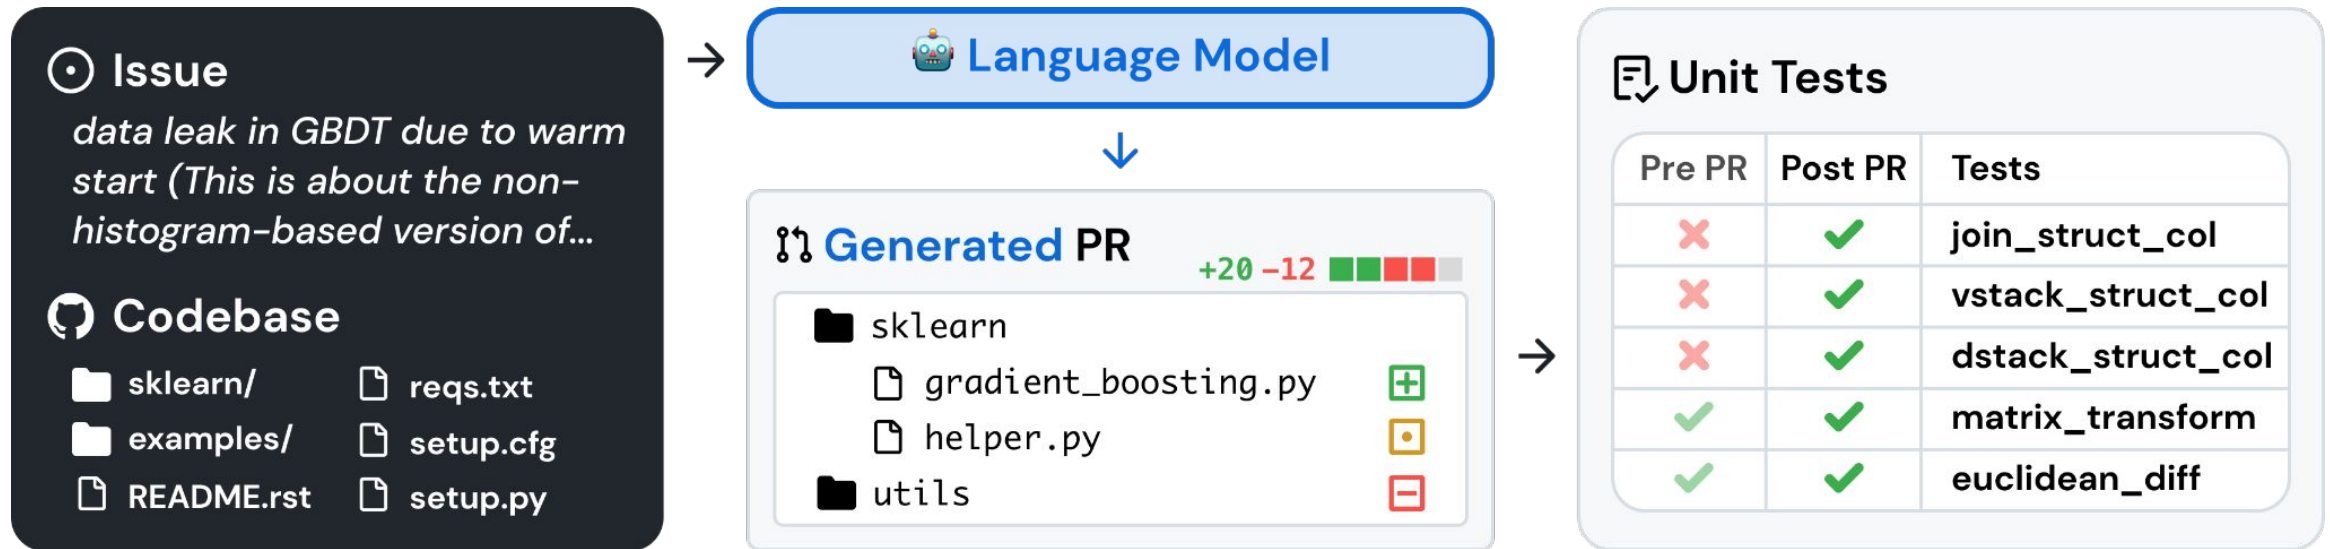 Issue
data leak in GBDT due to warm
start (This is about the non-
histogram-based version of...
Codebase
sklearn/
reqs.txt
examples/
setup.cfg
README.rst
setup.py
Language Model
Generated PR
+20 -12
sklearn
gradient_boosting.py
helper.py
utils
Unit Tests
Pre PR Post PR Tests
join_struct_col
vstack_struct_col
dstack_struct_col
matrix_transform
euclidean_diff